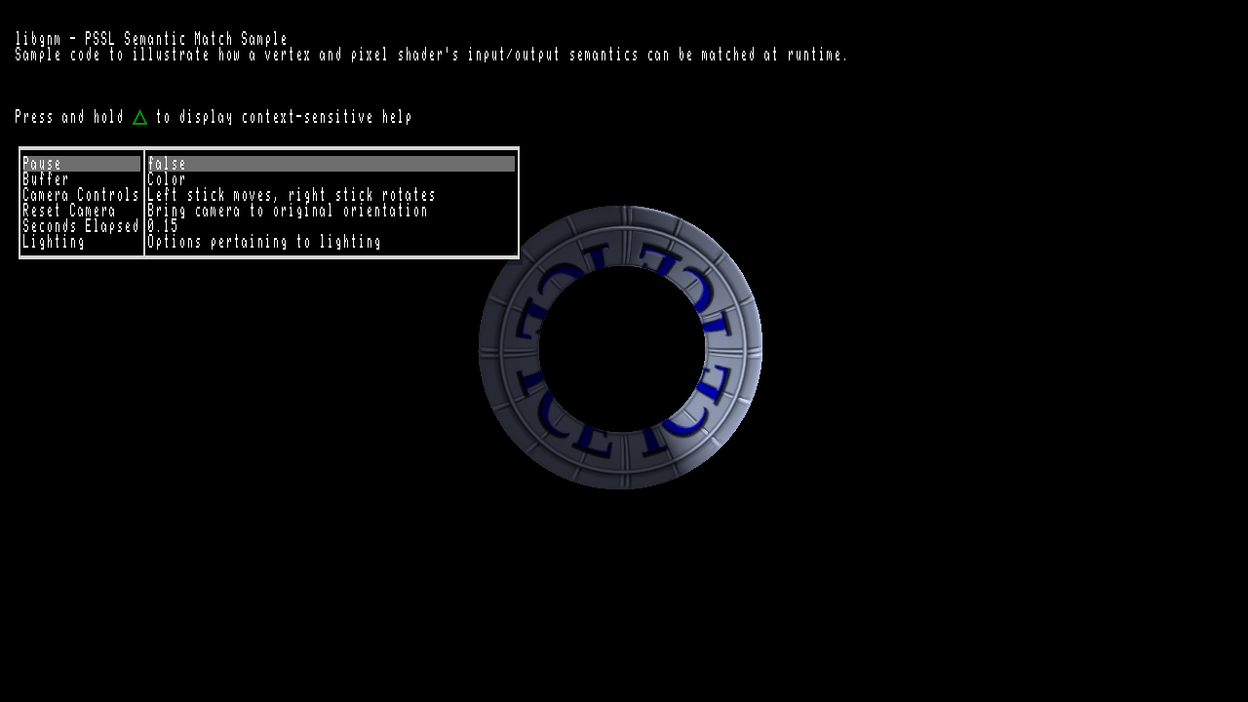 libgnm - PSSL Semantic Match Sample
Sample code to illustrate how a vertex and pixel shader's input/output semantics can be matched at runtime.
Press and hold △ to display context-sensitive help
Pause false
Buffer Color
Camera Controls Left stick moves, right stick rotates
Reset Camera Bring camera to original orientation
Seconds Elapsed 0.15
Lighting Options pertaining to lighting